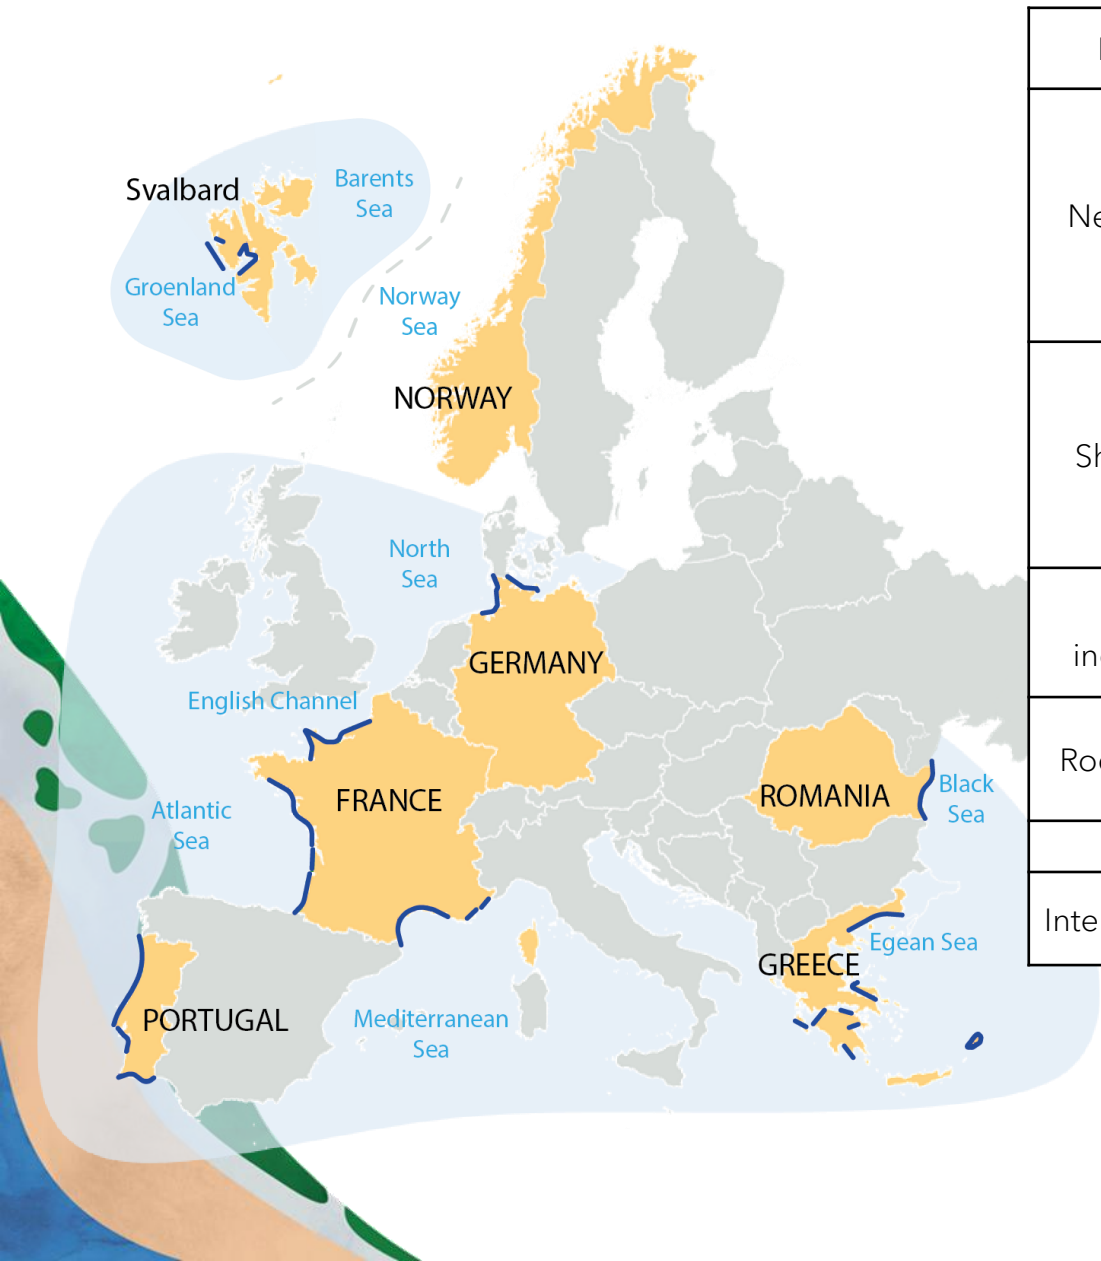 Svalbard
Barents
Sea
Groenland
Sea
Norway
Sea
NORWAY
North
Sea
GERMANY
English Channel
FRANCE
Atlantic
Sea
ROMANIA
Black
Sea
Egean Sea
GREECE
PORTUGAL
Mediterranean
Sea